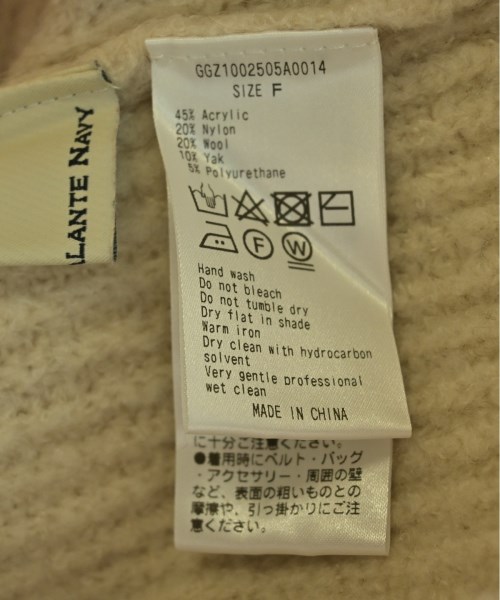 LANTE NAVY
GGZ1002505A0014
SIZE F
45% Acrylic
20% Nylon
20% Wool
10% Yak
5% Polyurethane
F
W
Hand wash
Do not bleach
Do not tumble dry
Dry flat in shade
Warm iron
Dry clean with hydrocarbon
solvent
Very gentle professional
wet clean
MADE IN CHINA
に十分ご注意ください。
●着用時にベルト・バッグ
・アクセサリー・周囲の壁
など、表面の粗いものとの
摩擦や、引っ掛かりにご注
意ください。